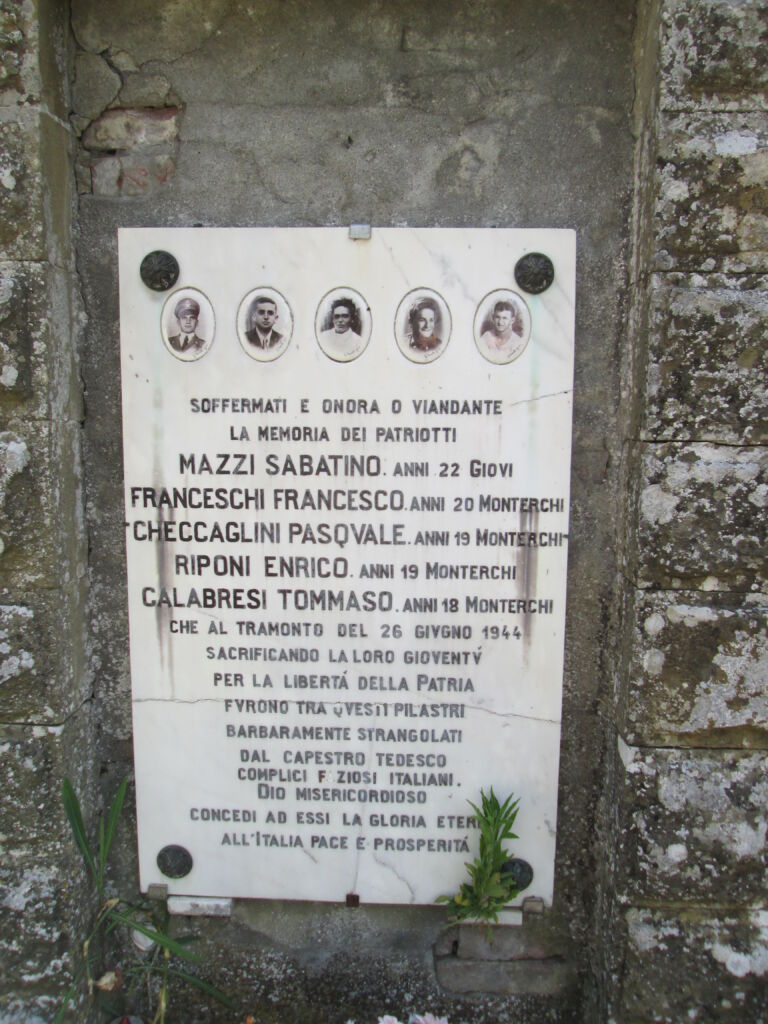 SOFFERMATI E ONORA O VIANDANTE
LA MEMORIA DEI PATRIOTTI
MAZZI SABATINO. ANNI 22 GIOVI
FRANCESCHI FRANCESCO. ANNI 20 MONTERCHI
CHECCAGLINI PASQVALE. ANNI 19 MONTERCHI
RIPONI ENRICO. ANNI 19 MONTERCHI
CALABRESI TOMMASO. ANNI 18 MONTERCHI
CHE AL TRAMONTO DEL 26 GIVGNO 1944
SACRIFICANDO LA LORO GIOVENTÝ
PER LA LIBERTÁ DELLA PATRIA
FVRONO TRA QVESTI PILASTRI
BARBARAMENTE STRANGOLATI
DAL CAPESTRO TEDESCO
COMPLICI F ZIOSI ITALIANI.
DIO MISERICORDIOSO
CONCEDI AD ESSI LA GLORIA
ALL'ITALIA PACE E PROSPERITÁ